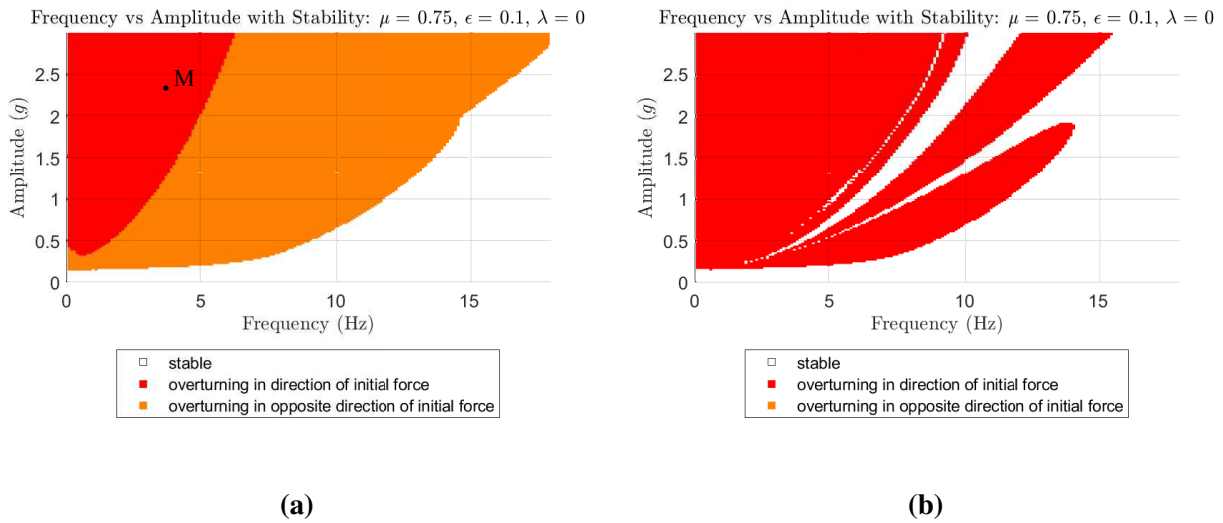 Frequency vs Amplitude with Stability: μ = 0.75, ϵ = 0.1, λ = 0
M
Amplitude (g)
2.5
2
1.5
1
0.5
0
0 5 10 15
Frequency (Hz)
stable
overturning in direction of initial force
overturning in opposite direction of initial force
(a)
Frequency vs Amplitude with Stability: μ = 0.75, ϵ = 0.1, λ = 0
Amplitude (g)
2.5
2
1.5
1
0.5
0
0 5 10 15
Frequency (Hz)
stable
overturning in direction of initial force
overturning in opposite direction of initial force
(b)